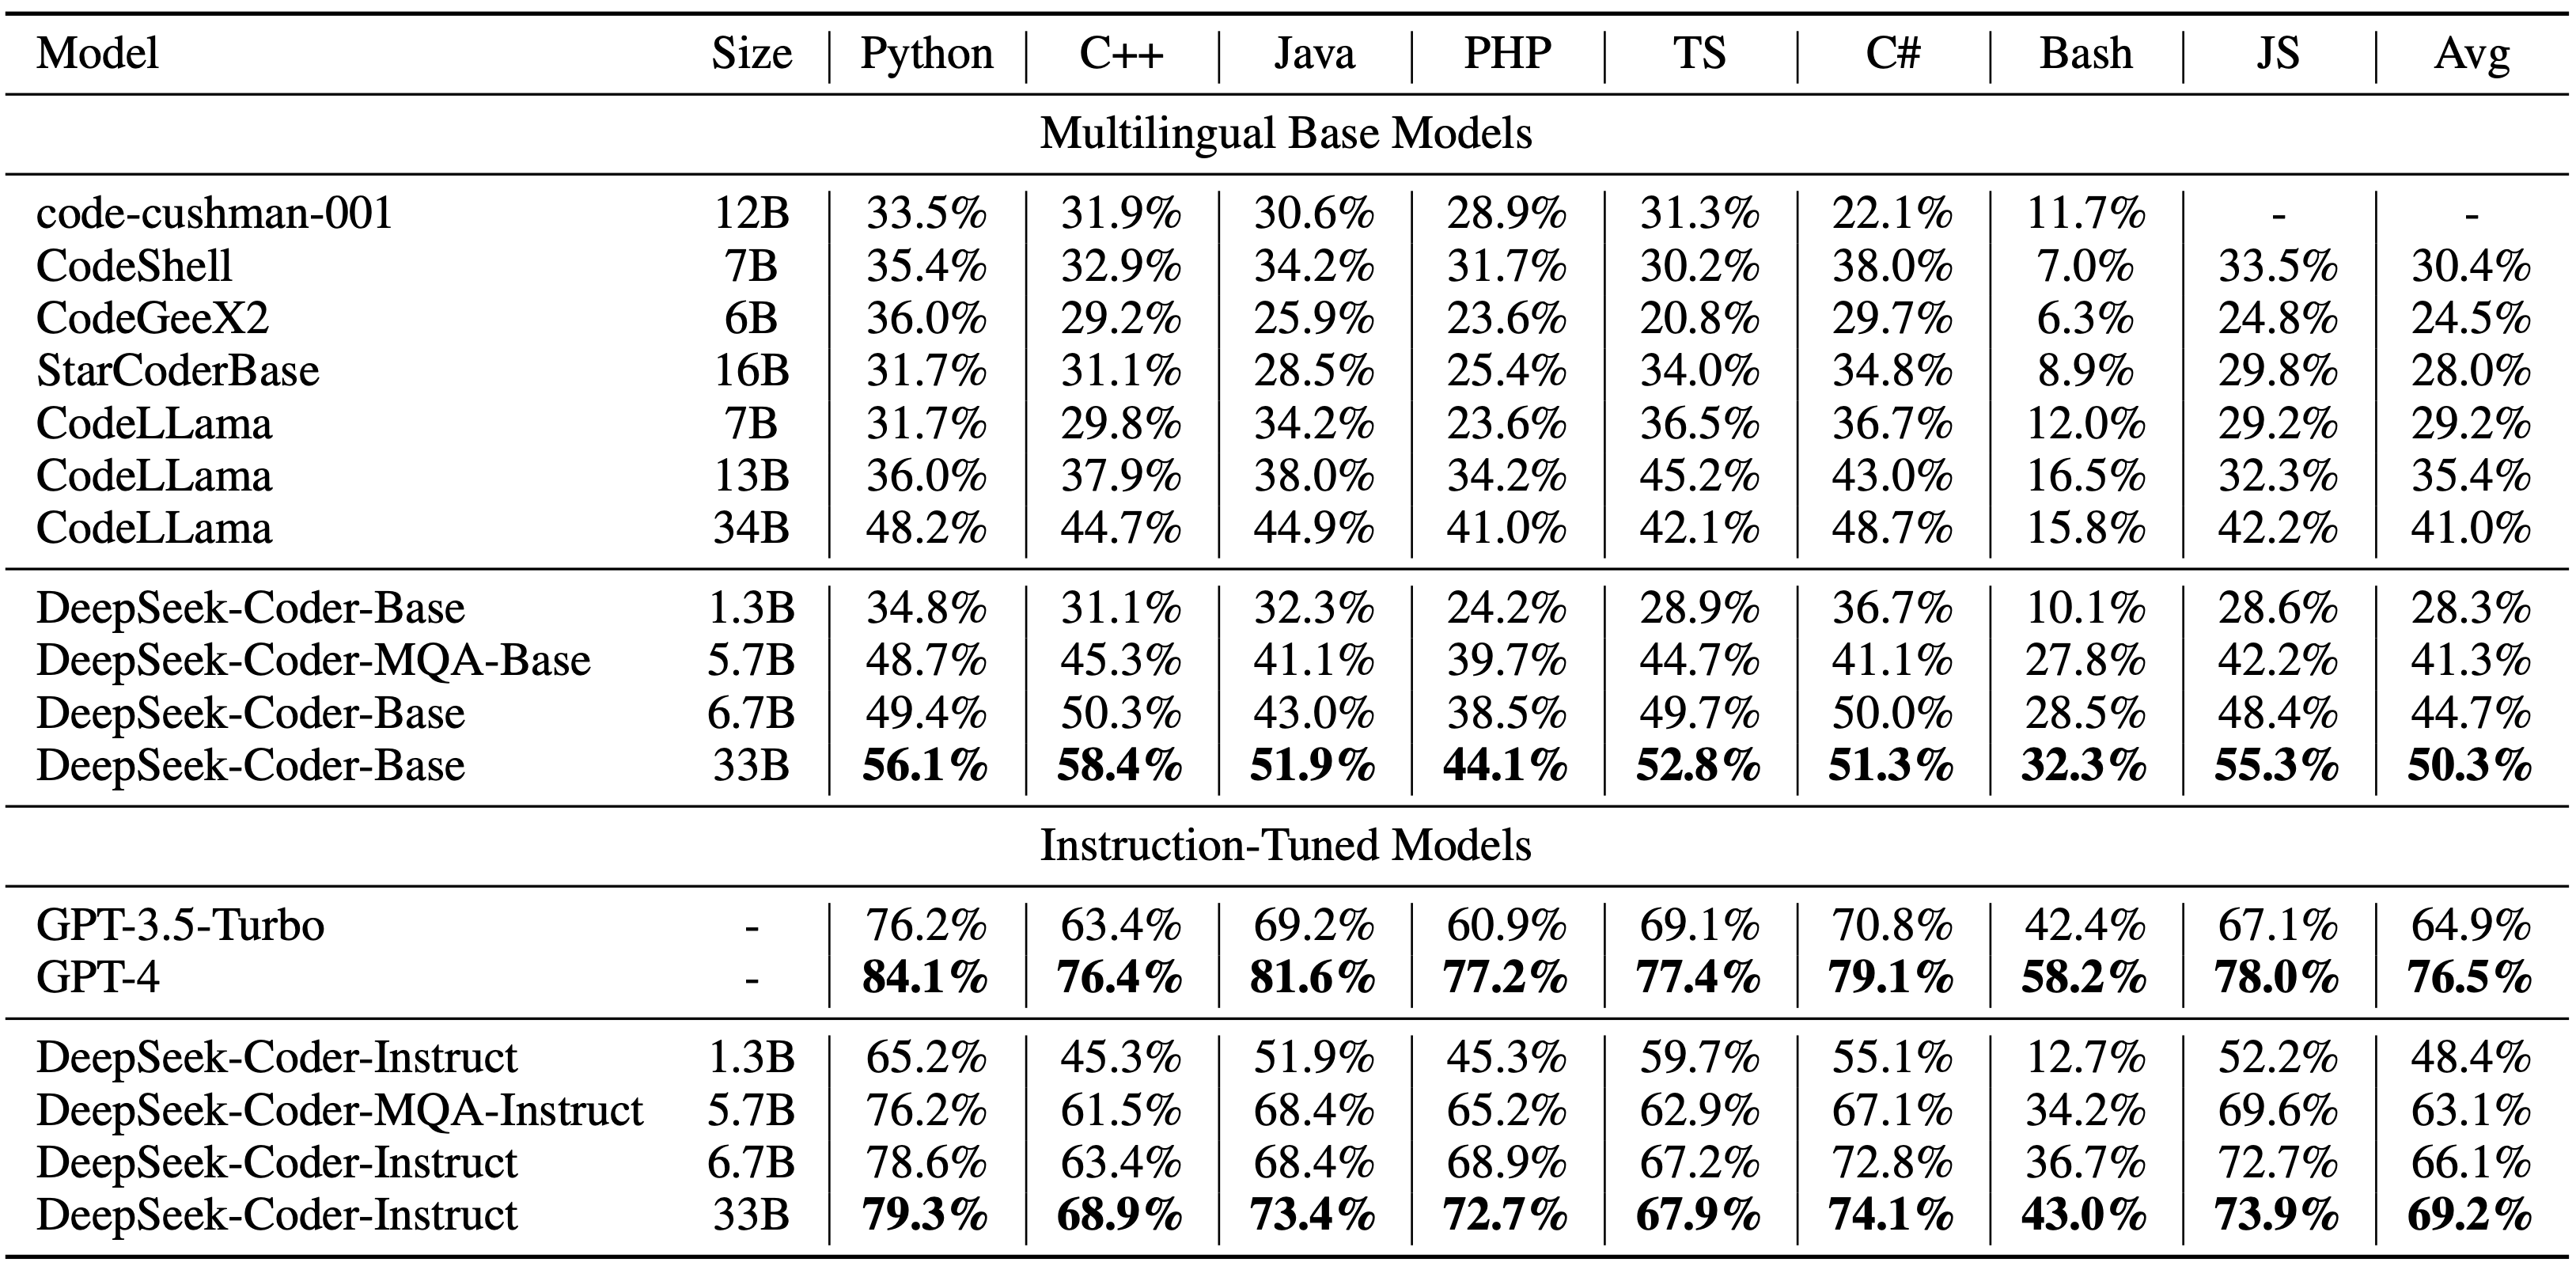 Model Size Python C++ Java PHP TS C# Bash JS Avg
Multilingual Base Models
code-cushman-001 12B 33.5% 31.9% 30.6% 28.9% 31.3% 22.1% 11.7% - -
CodeShell 7B 35.4% 32.9% 34.2% 31.7% 30.2% 38.0% 7.0% 33.5% 30.4%
CodeGeeX2 6B 36.0% 29.2% 25.9% 23.6% 20.8% 29.7% 6.3% 24.8% 24.5%
StarCoderBase 16B 31.7% 31.1% 28.5% 25.4% 34.0% 34.8% 8.9% 29.8% 28.0%
CodeLLama 7B 31.7% 29.8% 34.2% 23.6% 36.5% 36.7% 12.0% 29.2% 29.2%
CodeLLama 13B 36.0% 37.9% 38.0% 34.2% 45.2% 43.0% 16.5% 32.3% 35.4%
CodeLLama 34B 48.2% 44.7% 44.9% 41.0% 42.1% 48.7% 15.8% 42.2% 41.0%
DeepSeek-Coder-Base 1.3B 34.8% 31.1% 32.3% 24.2% 28.9% 36.7% 10.1% 28.6% 28.3%
DeepSeek-Coder-MQA-Base 5.7B 48.7% 45.3% 41.1% 39.7% 44.7% 41.1% 27.8% 42.2% 41.3%
DeepSeek-Coder-Base 6.7B 49.4% 50.3% 43.0% 38.5% 49.7% 50.0% 28.5% 48.4% 44.7%
DeepSeek-Coder-Base 33B 56.1% 58.4% 51.9% 44.1% 52.8% 51.3% 32.3% 55.3% 50.3%
Instruction-Tuned Models
GPT-3.5-Turbo - 76.2% 63.4% 69.2% 60.9% 69.1% 70.8% 42.4% 67.1% 64.9%
GPT-4 - 84.1% 76.4% 81.6% 77.2% 77.4% 79.1% 58.2% 78.0% 76.5%
DeepSeek-Coder-Instruct 1.3B 65.2% 45.3% 51.9% 45.3% 59.7% 55.1% 12.7% 52.2% 48.4%
DeepSeek-Coder-MQA-Instruct 5.7B 76.2% 61.5% 68.4% 65.2% 62.9% 67.1% 34.2% 69.6% 63.1%
DeepSeek-Coder-Instruct 6.7B 78.6% 63.4% 68.4% 68.9% 67.2% 72.8% 36.7% 72.7% 66.1%
DeepSeek-Coder-Instruct 33B 79.3% 68.9% 73.4% 72.7% 67.9% 74.1% 43.0% 73.9% 69.2%